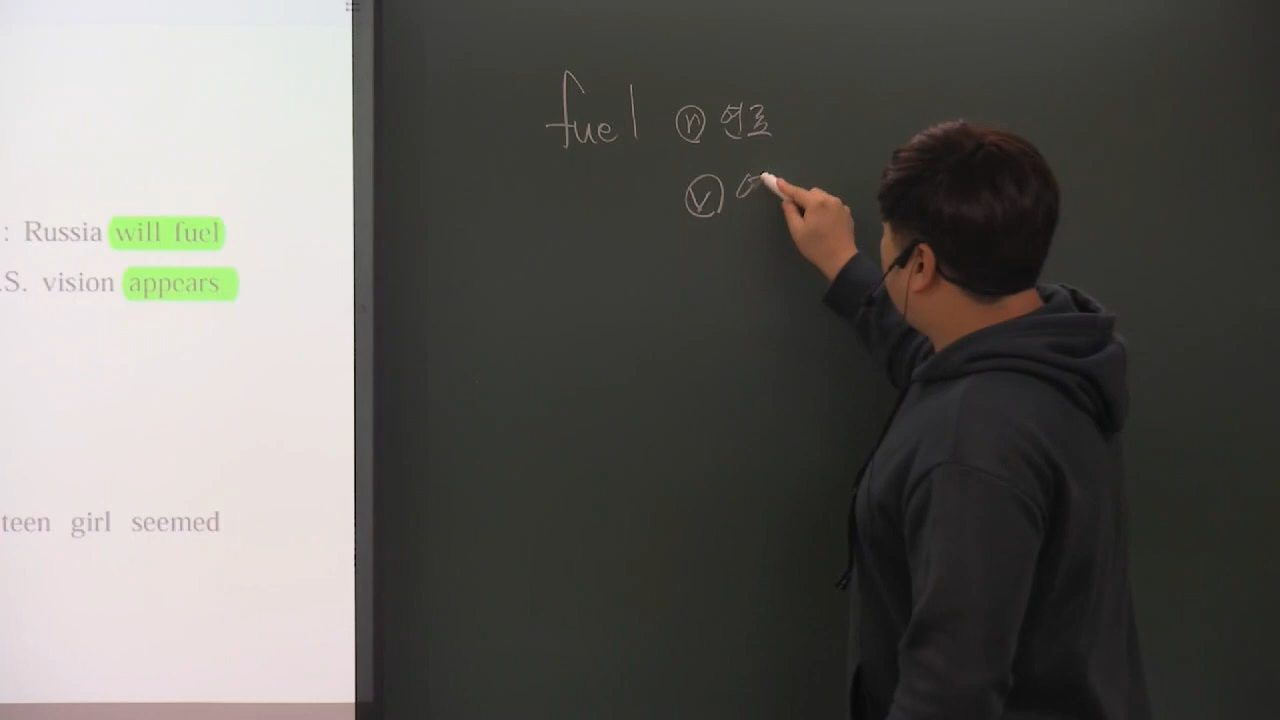 : Russia will fuel
.S. vision appears
teen girl seemed
fuel ⓝ 연료
ⓥ